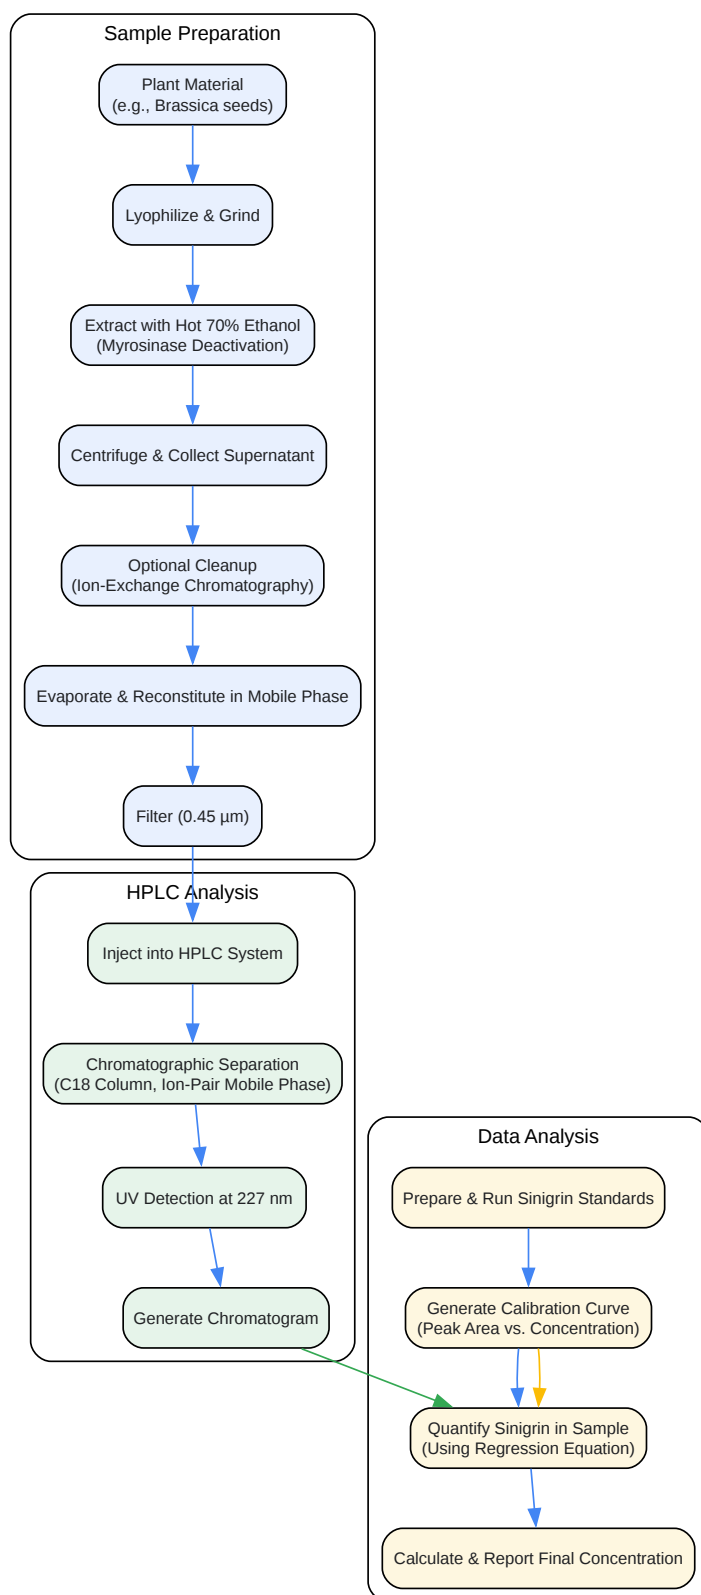 Sample Preparation
Plant Material
(e.g., Brassica seeds)
Lyophilize & Grind
Extract with Hot 70% Ethanol
(Myrosinase Deactivation)
Centrifuge & Collect Supernatant
Optional Cleanup
(Ion-Exchange Chromatography)
Evaporate & Reconstitute in Mobile Phase
Filter (0.45 µm)
HPLC Analysis
Inject into HPLC System
Chromatographic Separation
(C18 Column, Ion-Pair Mobile Phase)
UV Detection at 227 nm
Generate Chromatogram
Data Analysis
Prepare & Run Sinigrin Standards
Generate Calibration Curve
(Peak Area vs. Concentration)
Quantify Sinigrin in Sample
(Using Regression Equation)
Calculate & Report Final Concentration